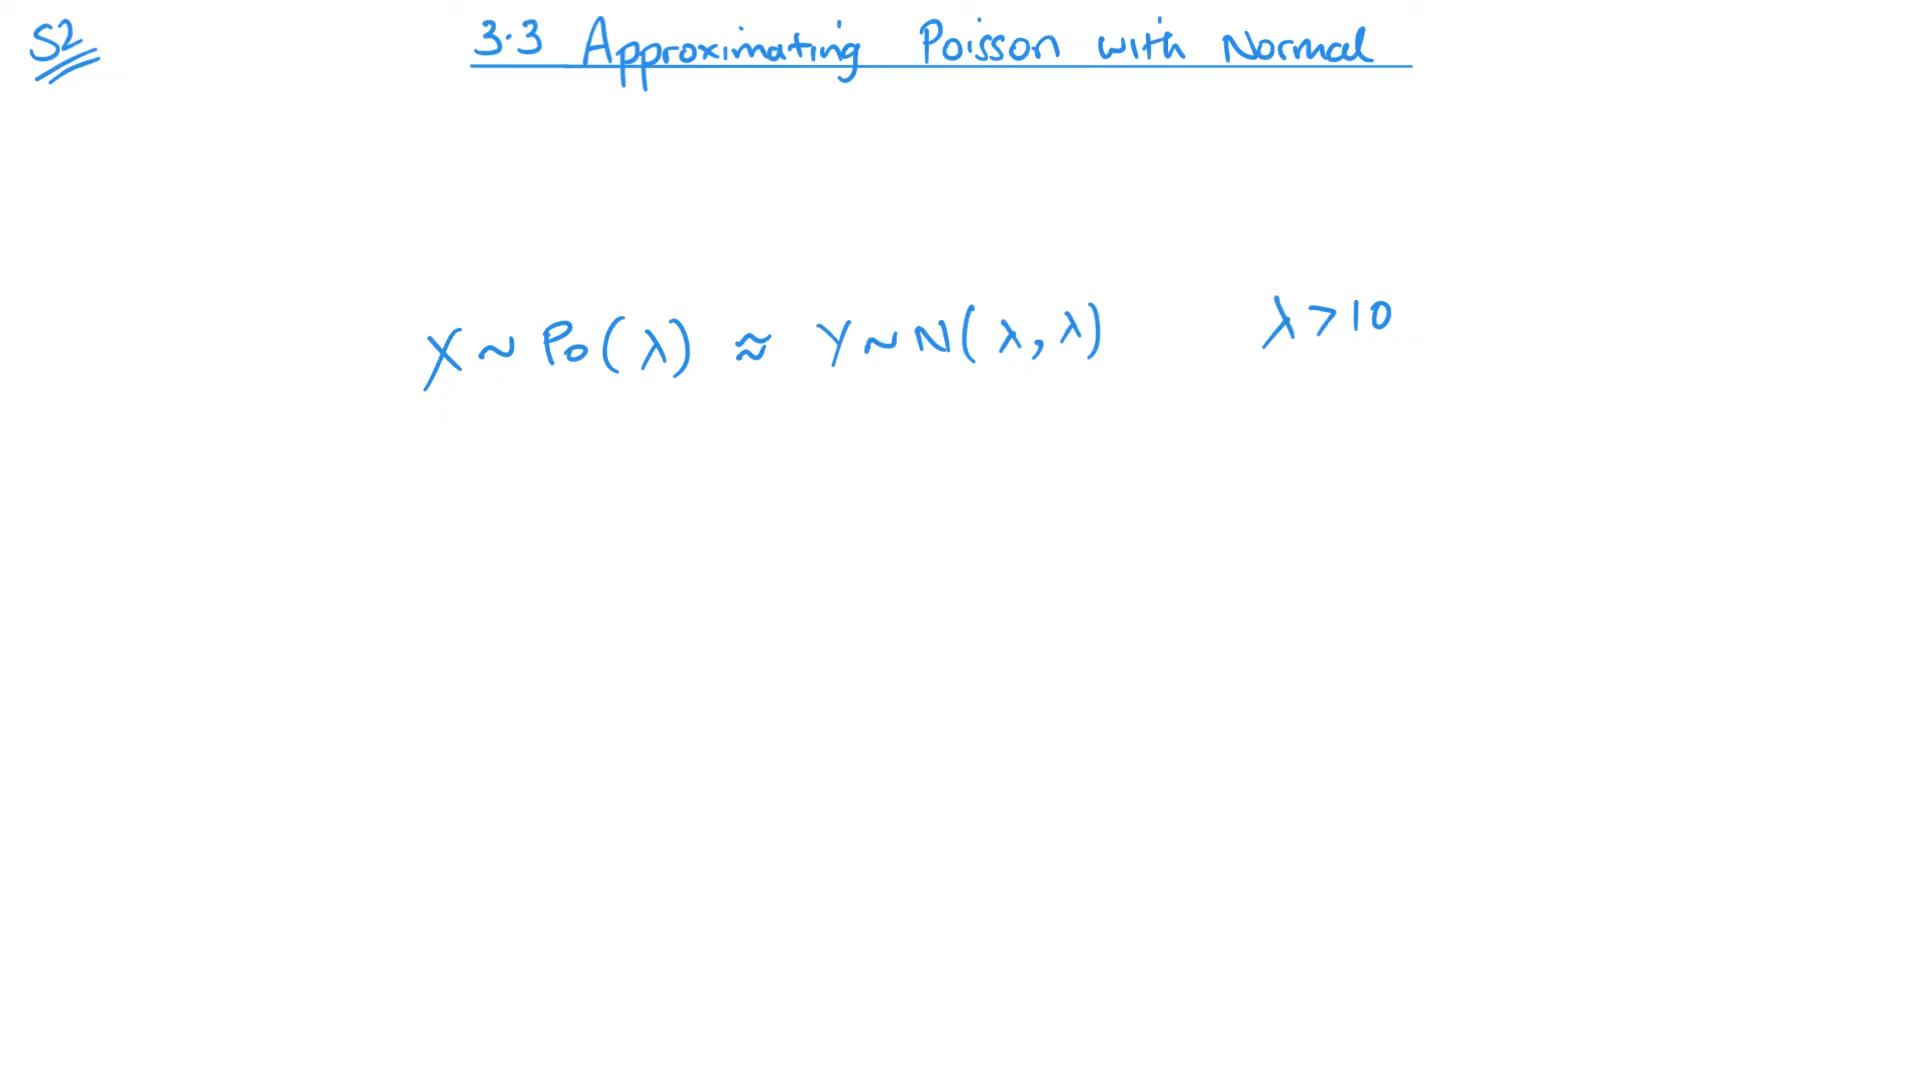 S2
3.3 Approximating Poisson with Normal
X ~ Po(λ) ≈ Y ~ N(λ, λ) λ > 10